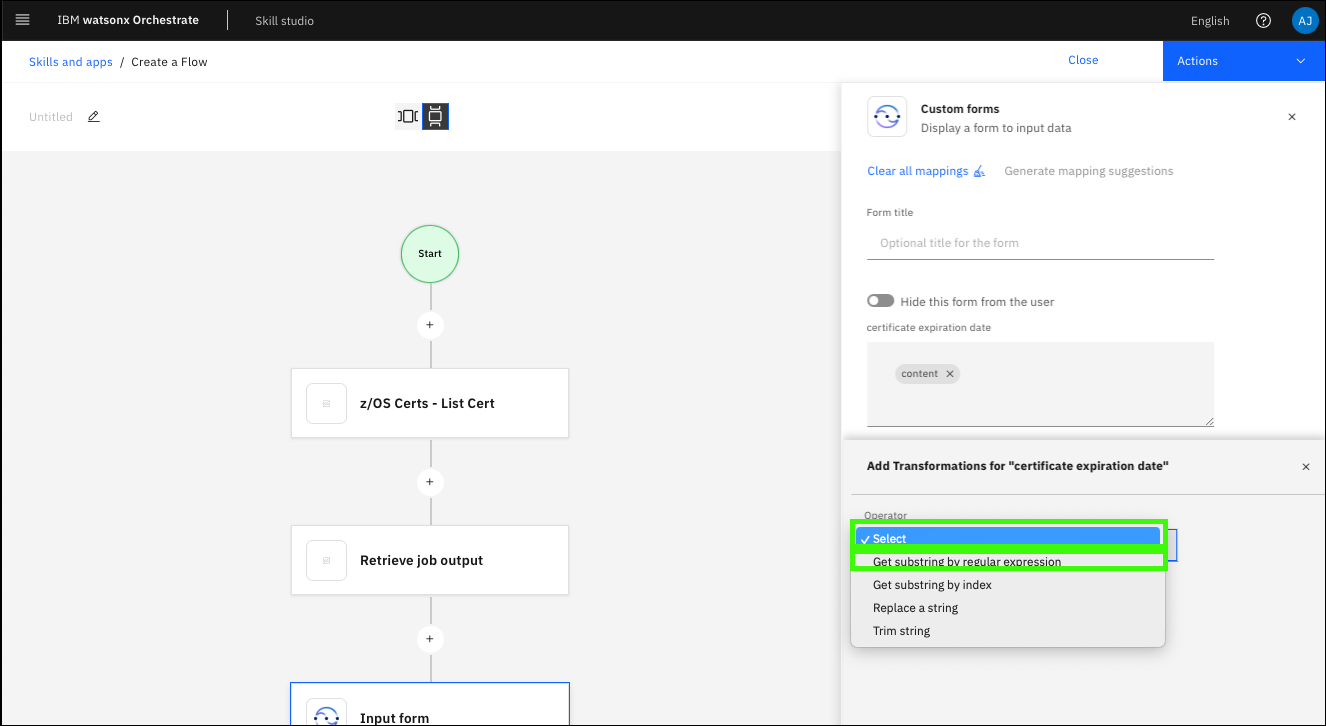 IBM watsonx Orchestrate
Skill studio
English
AJ
Skills and apps / Create a Flow
Close
Actions
Untitled
Start
+
z/OS Certs - List Cert
+
Retrieve job output
+
Input form
Custom forms
Display a form to input data
Clear all mappings
Generate mapping suggestions
Form title
Optional title for the form
Hide this form from the user
certificate expiration date
content
Add Transformations for "certificate expiration date"
Operator
Select
Get substring by regular expression
Get substring by index
Replace a string
Trim string